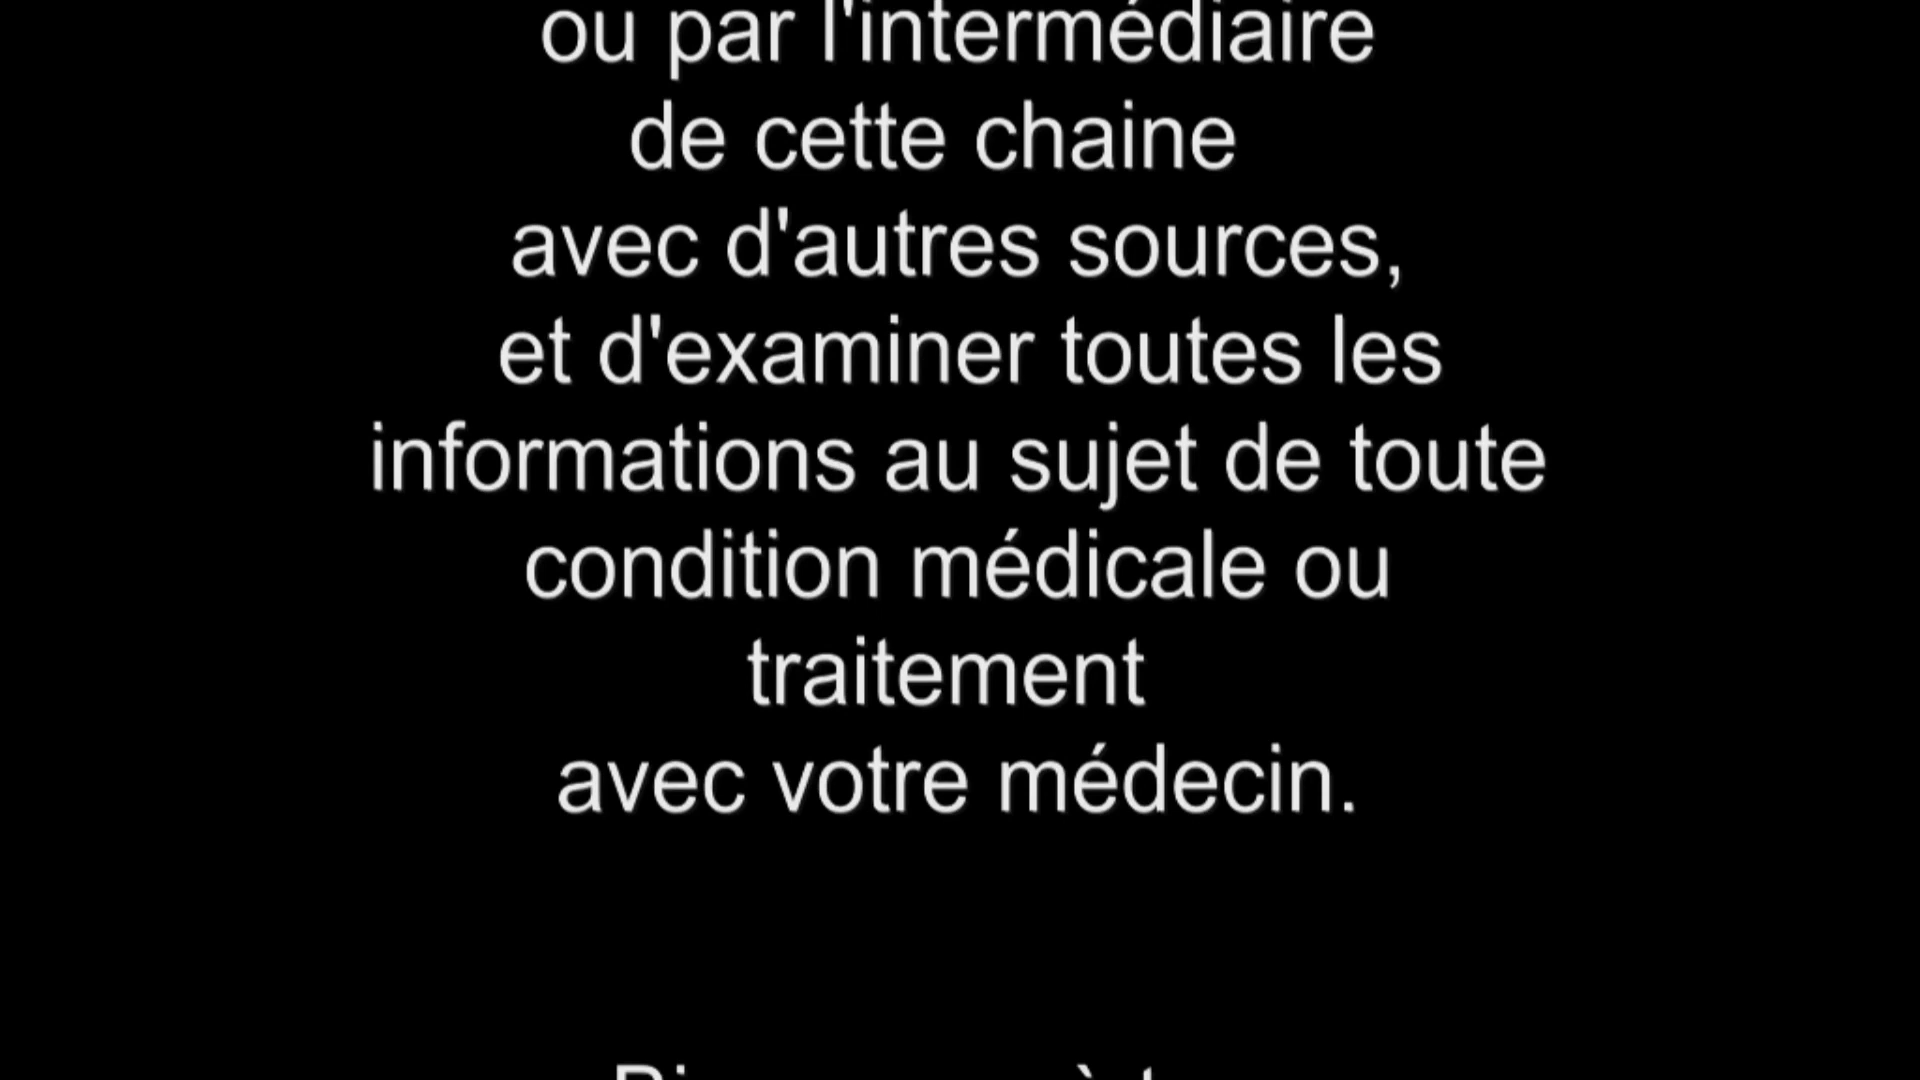 ou par l'intermédiaire
de cette chaine
avec d'autres sources,
et d'examiner toutes les
informations au sujet de toute
condition médicale ou
traitement
avec votre médecin.